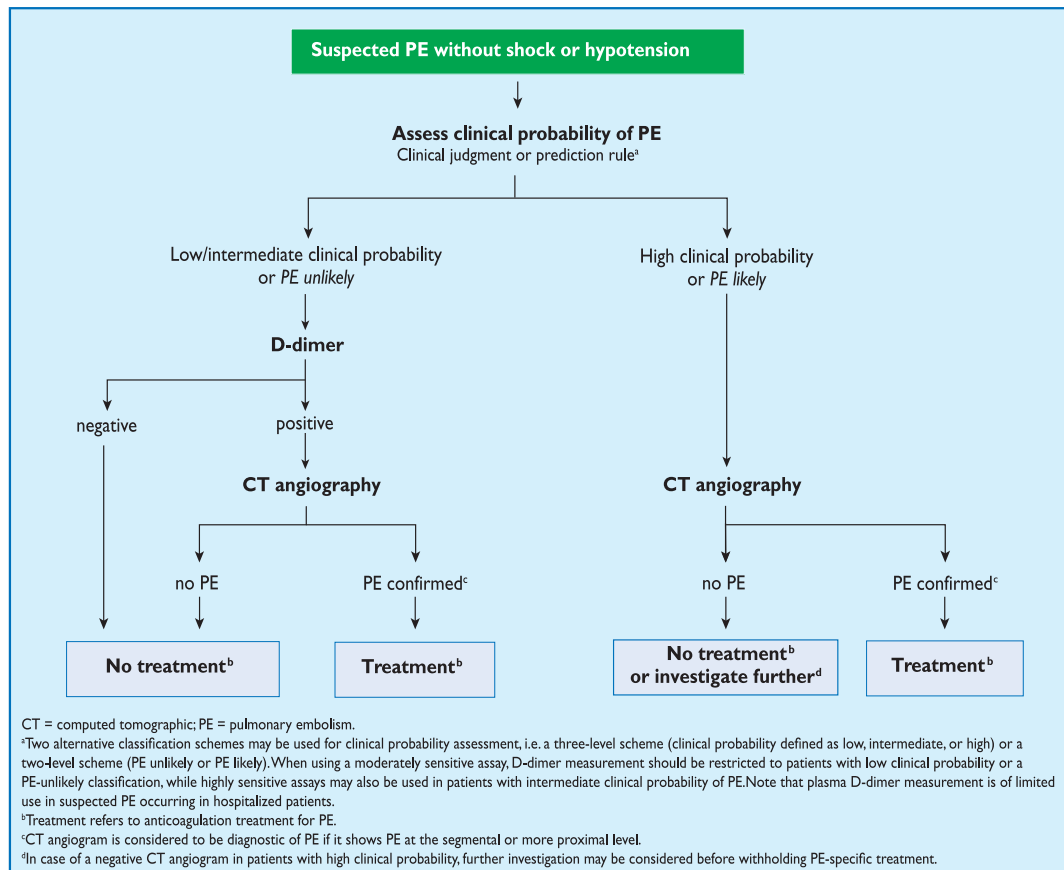 Suspected PE without shock or hypotension
Assess clinical probability of PE
Clinical judgment or prediction ruleᵃ
Low/intermediate clinical probability
or PE unlikely
High clinical probability
or PE likely
D-dimer
negative
positive
CT angiography
CT angiography
no PE
PE confirmedᶜ
no PE
PE confirmedᶜ
No treatmentᵇ
Treatmentᵇ
No treatmentᵇ
or investigate furtherᵈ
Treatmentᵇ
CT = computed tomographic; PE = pulmonary embolism.
ᵃTwo alternative classification schemes may be used for clinical probability assessment, i.e. a three-level scheme (clinical probability defined as low, intermediate, or high) or a
two-level scheme (PE unlikely or PE likely). When using a moderately sensitive assay, D-dimer measurement should be restricted to patients with low clinical probability or a
PE-unlikely classification, while highly sensitive assays may also be used in patients with intermediate clinical probability of PE. Note that plasma D-dimer measurement is of limited
use in suspected PE occurring in hospitalized patients.
ᵇTreatment refers to anticoagulation treatment for PE.
ᶜCT angiogram is considered to be diagnostic of PE if it shows PE at the segmental or more proximal level.
ᵈIn case of a negative CT angiogram in patients with high clinical probability, further investigation may be considered before withholding PE-specific treatment.